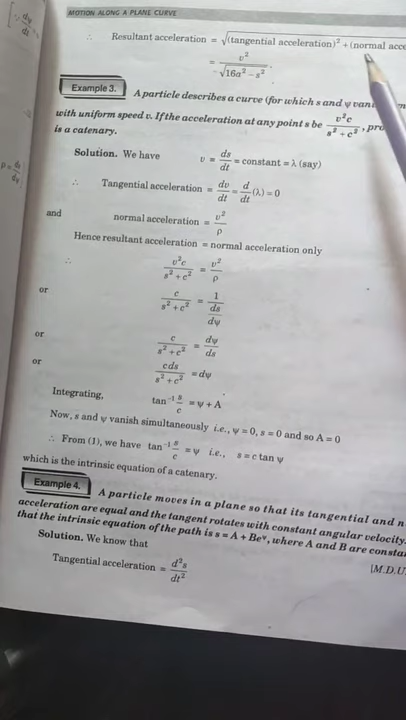 MOTION ALONG A PLANE CURVE
∴ Resultant acceleration = √(tangential acceleration)² + (normal acce
= v²/√16a² – s² .
Example 3. A particle describes a curve (for which s and ψ
with uniform speed v. If the acceleration at any point s be v²c/s² + c² ,
is a catenary.
Solution. We have v = ds/dt = constant = λ (say)
∴ Tangential acceleration = dv/dt = d/dt (λ) = 0
and normal acceleration = v²/ρ
Hence resultant acceleration = normal acceleration only
∴ v²c/s² + c² = v²/ρ
or c/s² + c² = 1/(ds/dψ)
or c/s² + c² = dψ/ds
or cds/s² + c² = dψ
Integrating, tan⁻¹ s/c = ψ + A
Now, s and ψ vanish simultaneously i.e., ψ = 0, s = 0 and so A = 0
∴ From (1), we have tan⁻¹ s/c = ψ i.e., s = c tan ψ
which is the intrinsic equation of a catenary.
Example 4. A particle moves in a plane so that its tangential and n
acceleration are equal and the tangent rotates with constant angular velocity.
that the intrinsic equation of the path is s = A + Beᵠ, where A and B are consta
[M.D.U.
Solution. We know that
Tangential acceleration = d²s/dt²